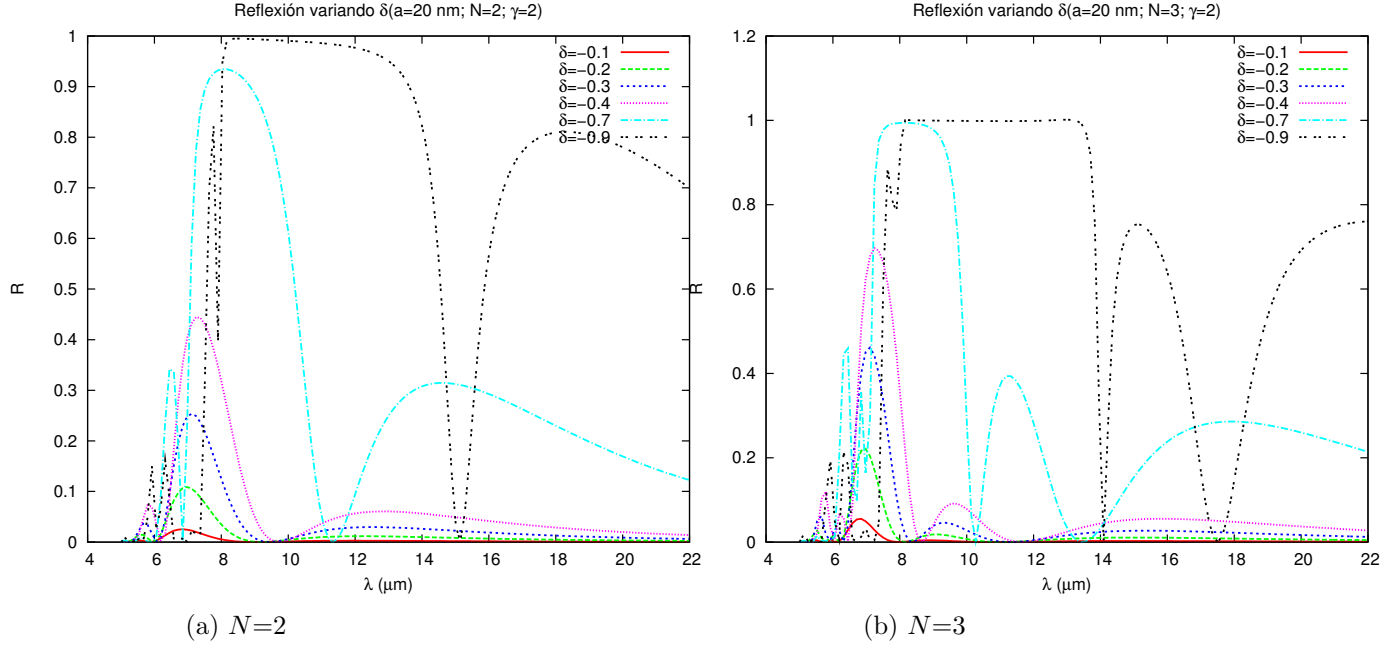 Reflexión variando δ(a=20 nm; N=2; γ=2)
1
0.9
0.8
0.7
0.6
0.5
0.4
0.3
0.2
0.1
0
R
4 6 8 10 12 14 16 18 20 22
λ (μm)
δ=−0.1
δ=−0.2
δ=−0.3
δ=−0.4
δ=−0.7
δ=−0.9
(a) N=2
Reflexión variando δ(a=20 nm; N=3; γ=2)
1.2
1
0.8
0.6
0.4
0.2
0
R
4 6 8 10 12 14 16 18 20 22
λ (μm)
δ=−0.1
δ=−0.2
δ=−0.3
δ=−0.4
δ=−0.7
δ=−0.9
(b) N=3